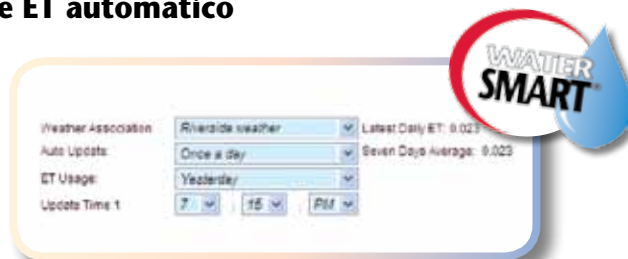 e ET automático
WATER
SMART
Weather Association: Riverside weather Latest Daily ET: 0.023
Auto Update: Once a day Seven Days Average: 0.023
ET Usage: Yesterday
Update Time 1 7 : 15 : PM